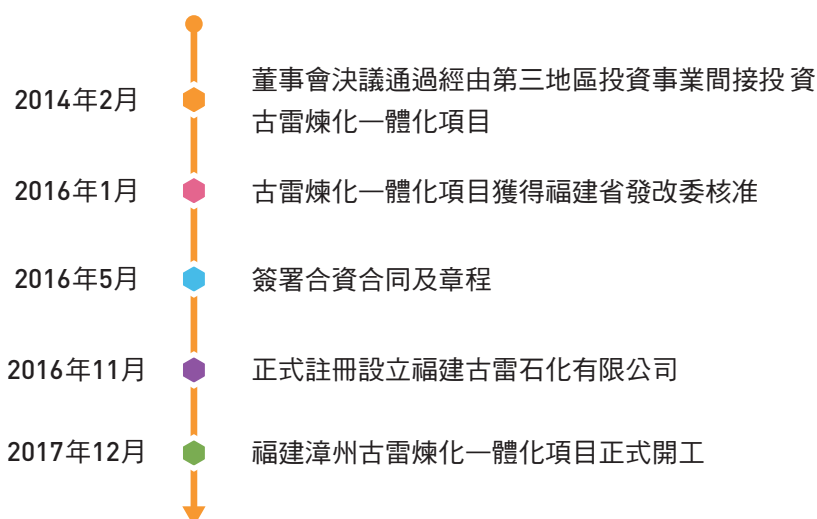 2014年2月
董事會決議通過經由第三地區投資事業間接投資
古雷煉化一體化項目
2016年1月
古雷煉化一體化項目獲得福建省發改委核准
2016年5月
簽署合資合同及章程
2016年11月
正式註冊設立福建古雷石化有限公司
2017年12月
福建漳州古雷煉化一體化項目正式開工